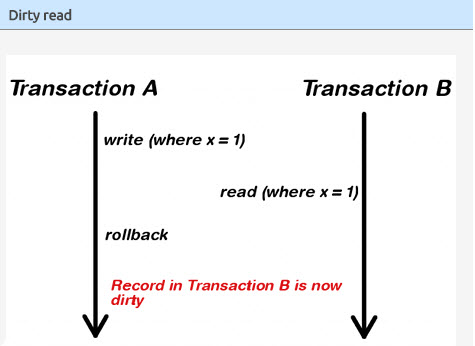 Dirty read
Transaction A
Transaction B
write (where x = 1)
read (where x = 1)
rollback
Record in Transaction B is now
dirty